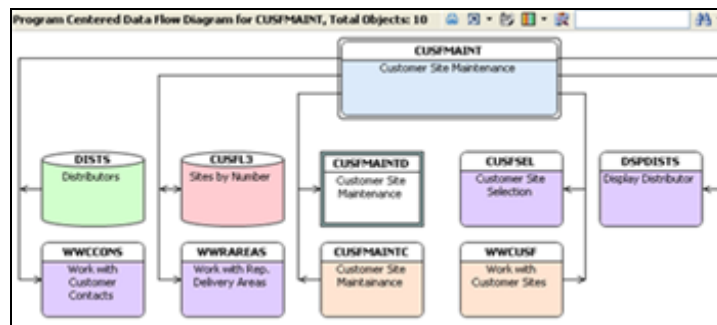 Program Centered Data Flow Diagram for CUSFMAINT, Total Objects: 10
CUSFMAINT
Customer Site Maintenance
DISTS
Distributors
CUSFL3
Sites by Number
CUSFMAINTD
Customer Site
Maintenance
CUSFSEL
Customer Site
Selection
DSPDISTS
Display Distributor
WWCCONS
Work with
Customer
Contacts
WWRAREAS
Work with Rep.
Delivery Areas
CUSFMAINTC
Customer Site
Maintainance
WWCUSF
Work with
Customer Sites